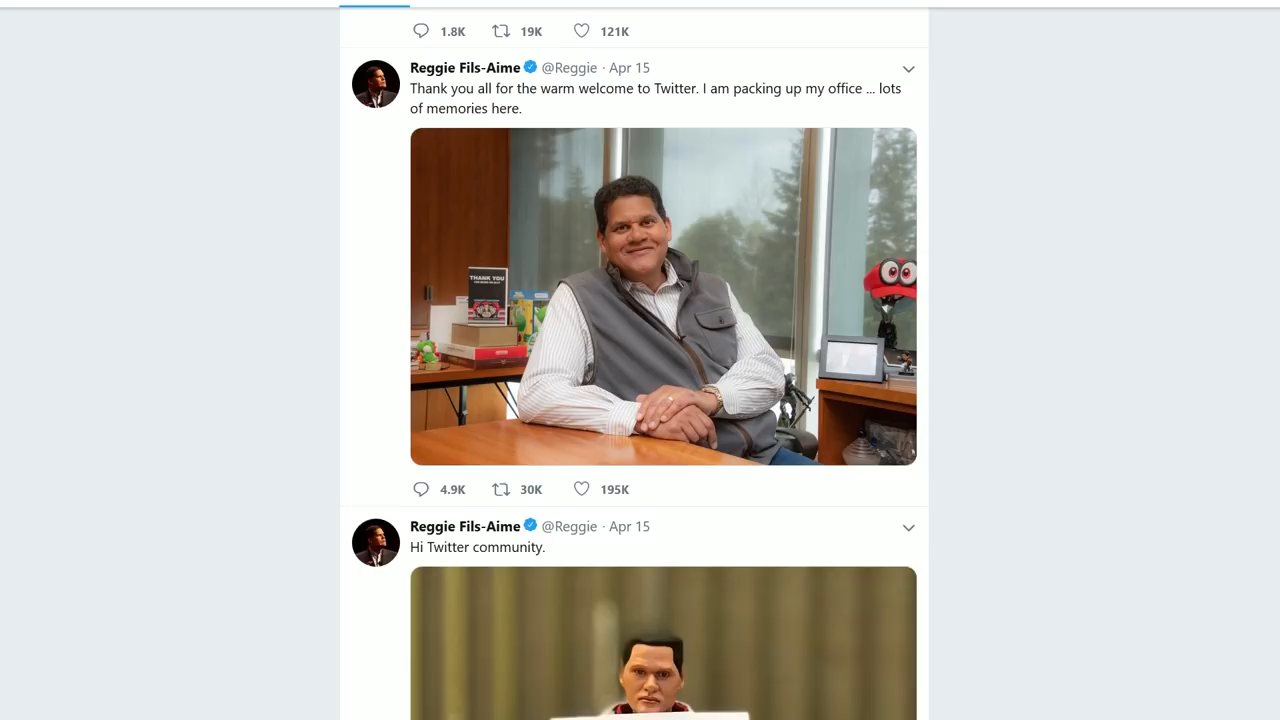 1.8K 19K 121K
Reggie Fils-Aime @Reggie · Apr 15
Thank you all for the warm welcome to Twitter. I am packing up my office ... lots
of memories here.
THANK YOU
4.9K 30K 195K
Reggie Fils-Aime @Reggie · Apr 15
Hi Twitter community.